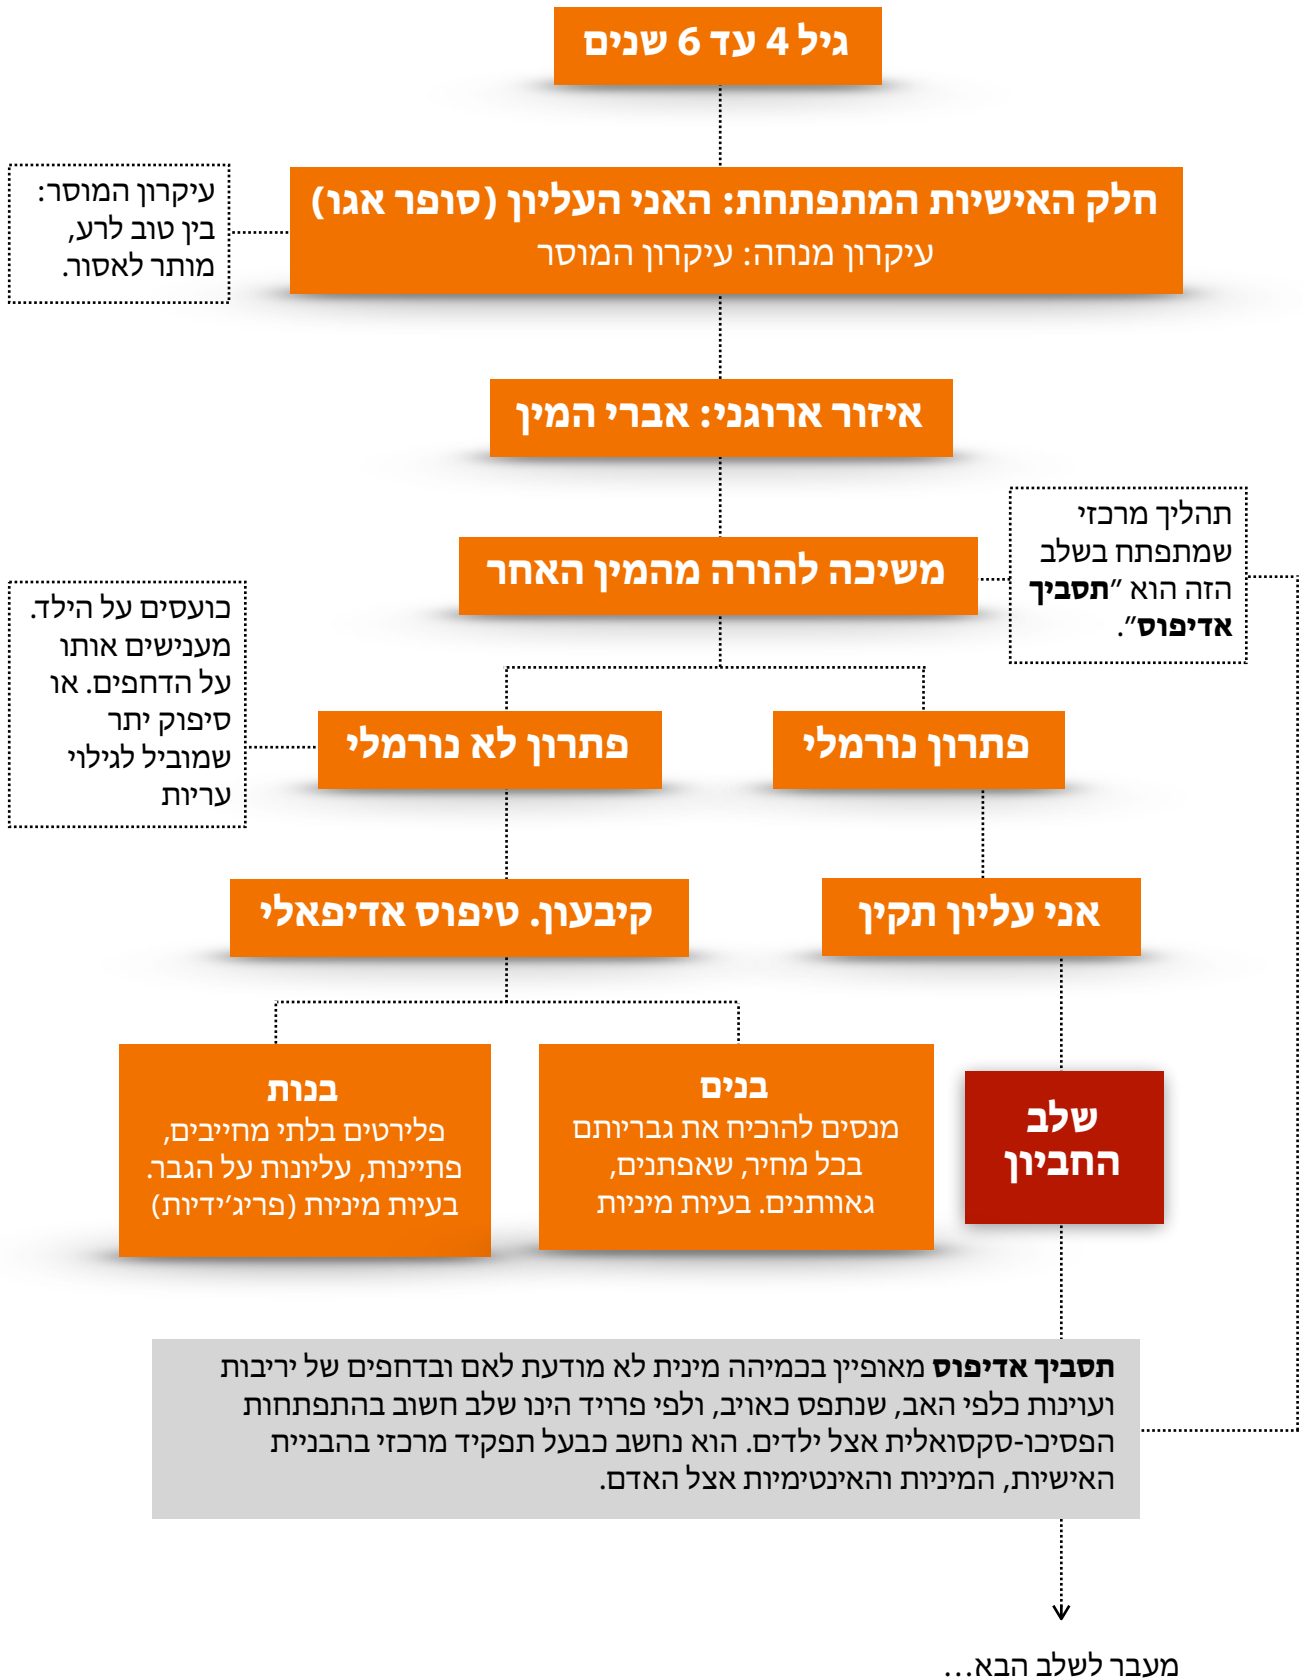 גיל 4 עד 6 שנים
חלק האישיות המתפתחת: האני העליון (סופר אגו)
עיקרון מנחה: עיקרון המוסר
עיקרון המוסר:
בין טוב לרע,
מותר לאסור.
איזור ארוגני: אברי המין
משיכה להורה מהמין האחר
תהליך מרכזי
שמתפתח בשלב
הזה הוא ״תסביך
אדיפוס״.
פתרון נורמלי
פתרון לא נורמלי
כועסים על הילד.
מענישים אותו
על הדחפים. או
סיפוק יתר
שמוביל לגילוי
עריות
אני עליון תקין
קיבעון. טיפוס אדיפאלי
שלב
החביון
בנים
מנסים להוכיח את גבריותם
בכל מחיר, שאפתנים,
גאוותנים. בעיות מיניות
בנות
פלירטים בלתי מחייבים,
פתיינות, עליונות על הגבר.
בעיות מיניות (פריג׳ידיות)
תסביך אדיפוס מאופיין בכמיהה מינית לא מודעת לאם ובדחפים של יריבות
ועוינות כלפי האב, שנתפס כאויב, ולפי פרויד הינו שלב חשוב בהתפתחות
הפסיכו-סקסואלית אצל ילדים. הוא נחשב כבעל תפקיד מרכזי בהבניית
האישיות, המיניות והאינטימיות אצל האדם.
מעבר לשלב הבא...